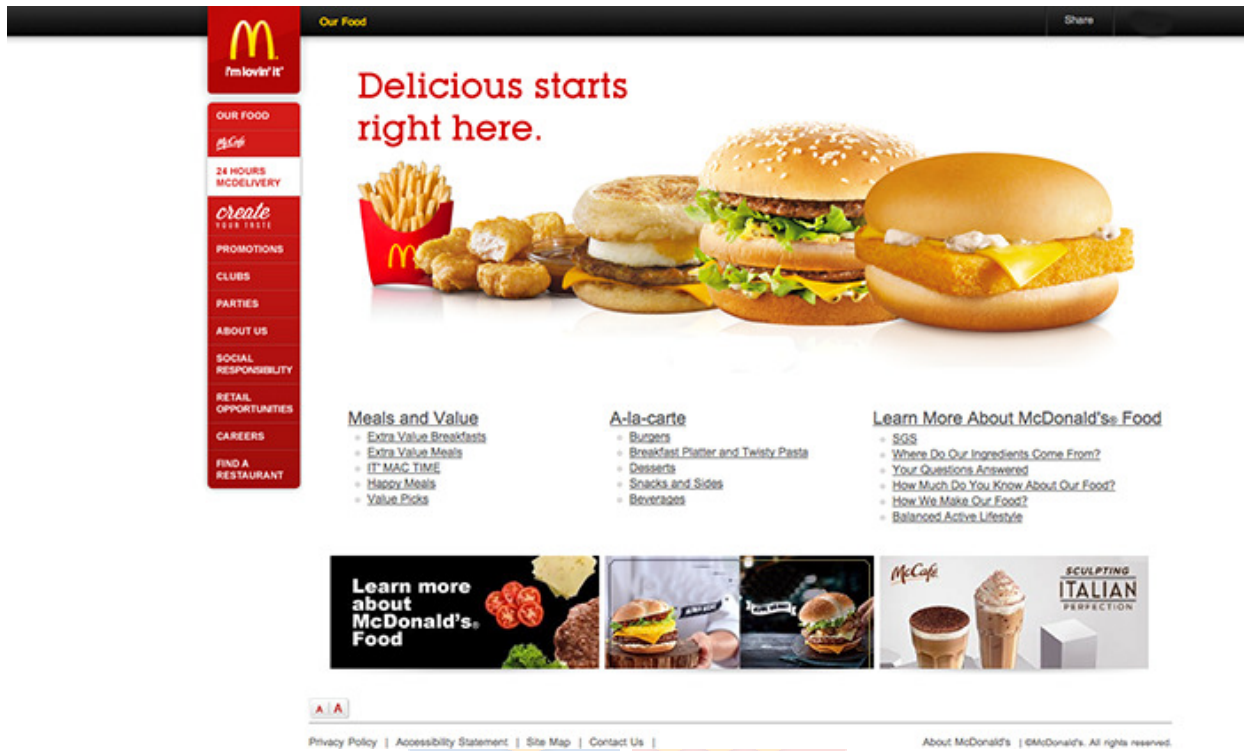 Our Food
Share
M
i'm lovin' it®
Delicious starts
right here.
OUR FOOD
McCafé
24 HOURS
MCDELIVERY
create
YOUR TASTE
PROMOTIONS
CLUBS
PARTIES
ABOUT US
SOCIAL
RESPONSIBILITY
RETAIL
OPPORTUNITIES
CAREERS
FIND A
RESTAURANT
Meals and Value
Extra Value Breakfasts
Extra Value Meals
IT' MAC TIME
Happy Meals
Value Picks
A-la-carte
Burgers
Breakfast Platter and Twisty Pasta
Desserts
Snacks and Sides
Beverages
Learn More About McDonald's® Food
SGS
Where Do Our Ingredients Come From?
Your Questions Answered
How Much Do You Know About Our Food?
How We Make Our Food?
Balanced Active Lifestyle
Learn more
about
McDonald's®
Food
McCafé
SCULPTING
ITALIAN
PERFECTION
A | A
Privacy Policy | Accessibility Statement | Site Map | Contact Us |
About McDonald's | ©McDonald's. All rights reserved.